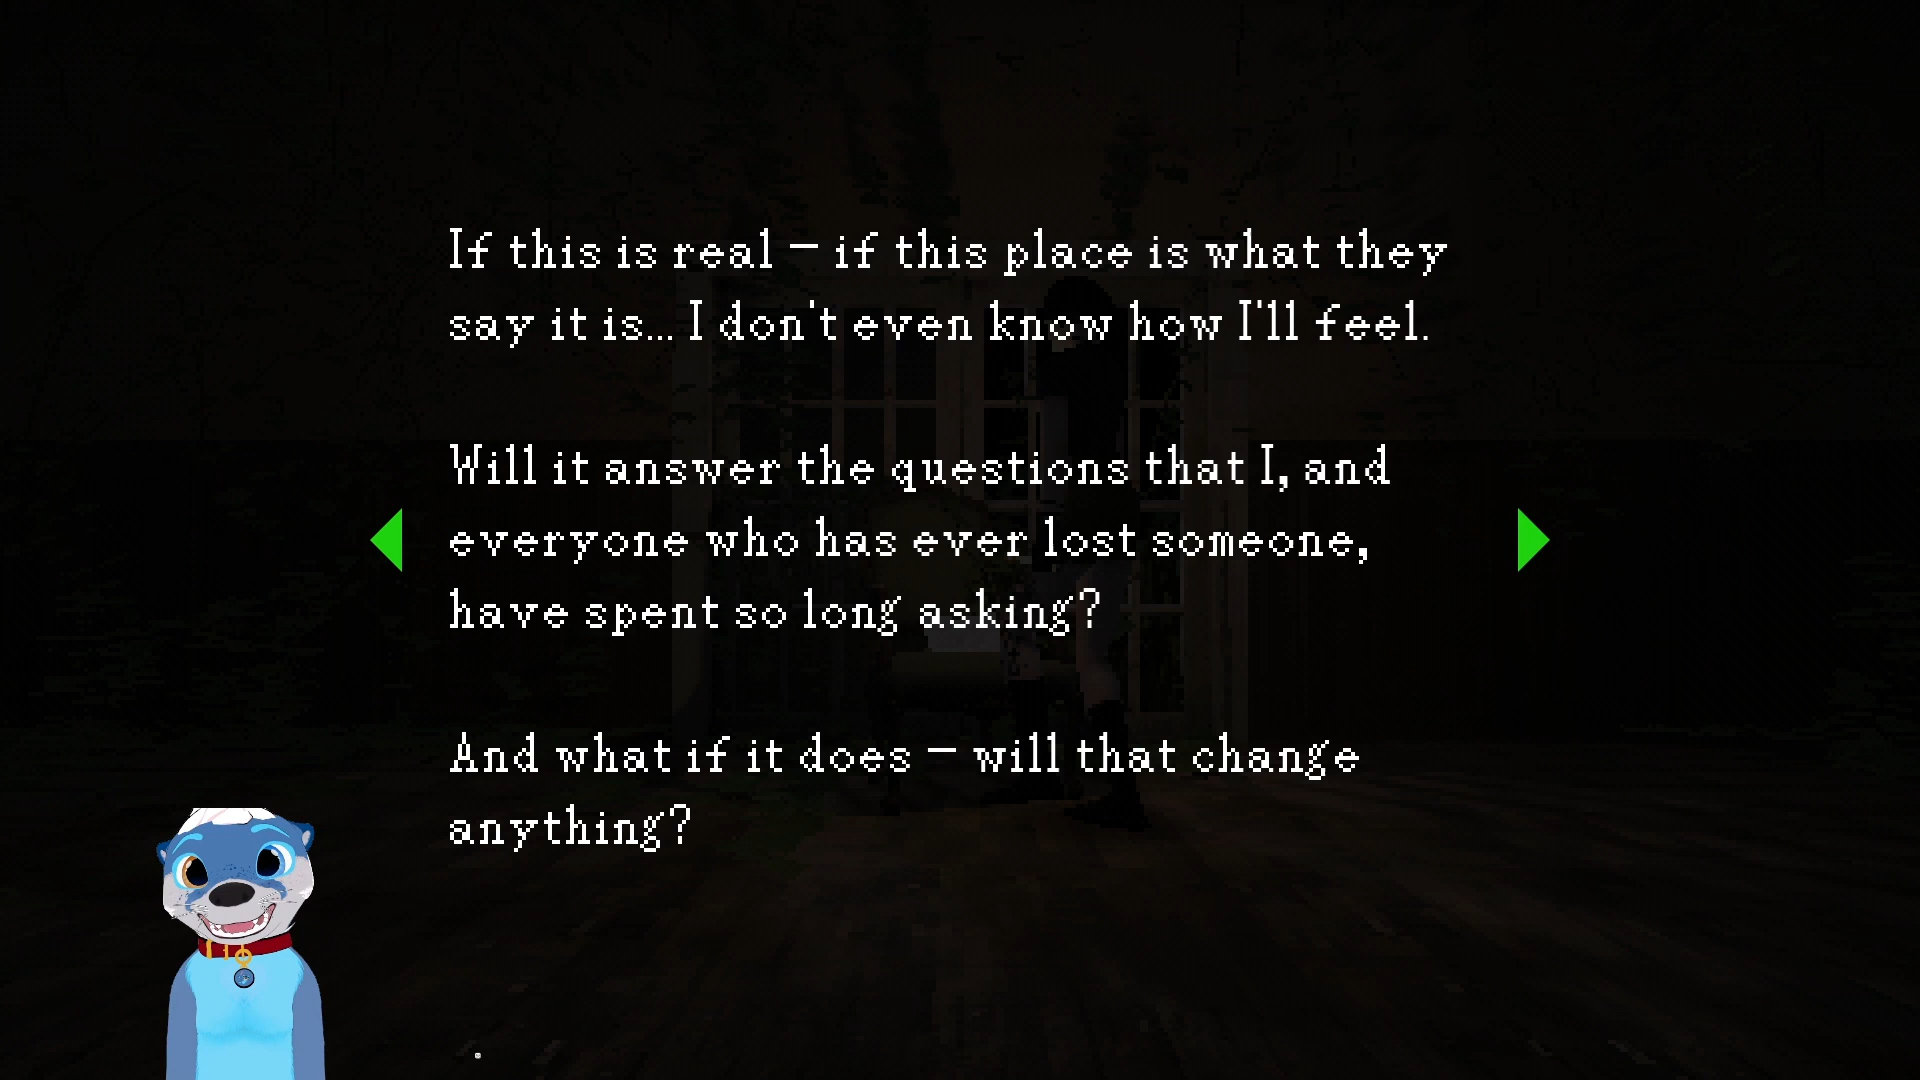 If this is real – if this place is what they
say it is... I don't even know how I'll feel.
Will it answer the questions that I, and
everyone who has ever lost someone,
have spent so long asking?
And what if it does – will that change
anything?